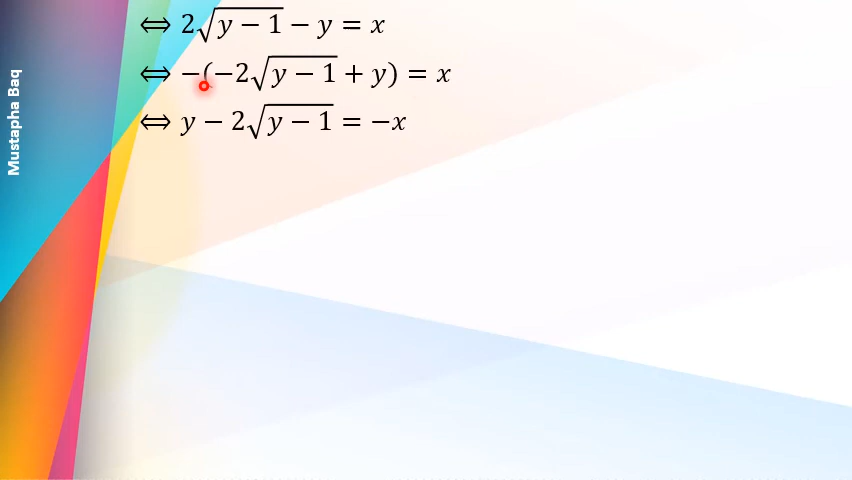 ⟺ 2√(y − 1) − y = x
⟺ −(−2√(y − 1) + y) = x
⟺ y − 2√(y − 1) = −x
Mustapha Baq